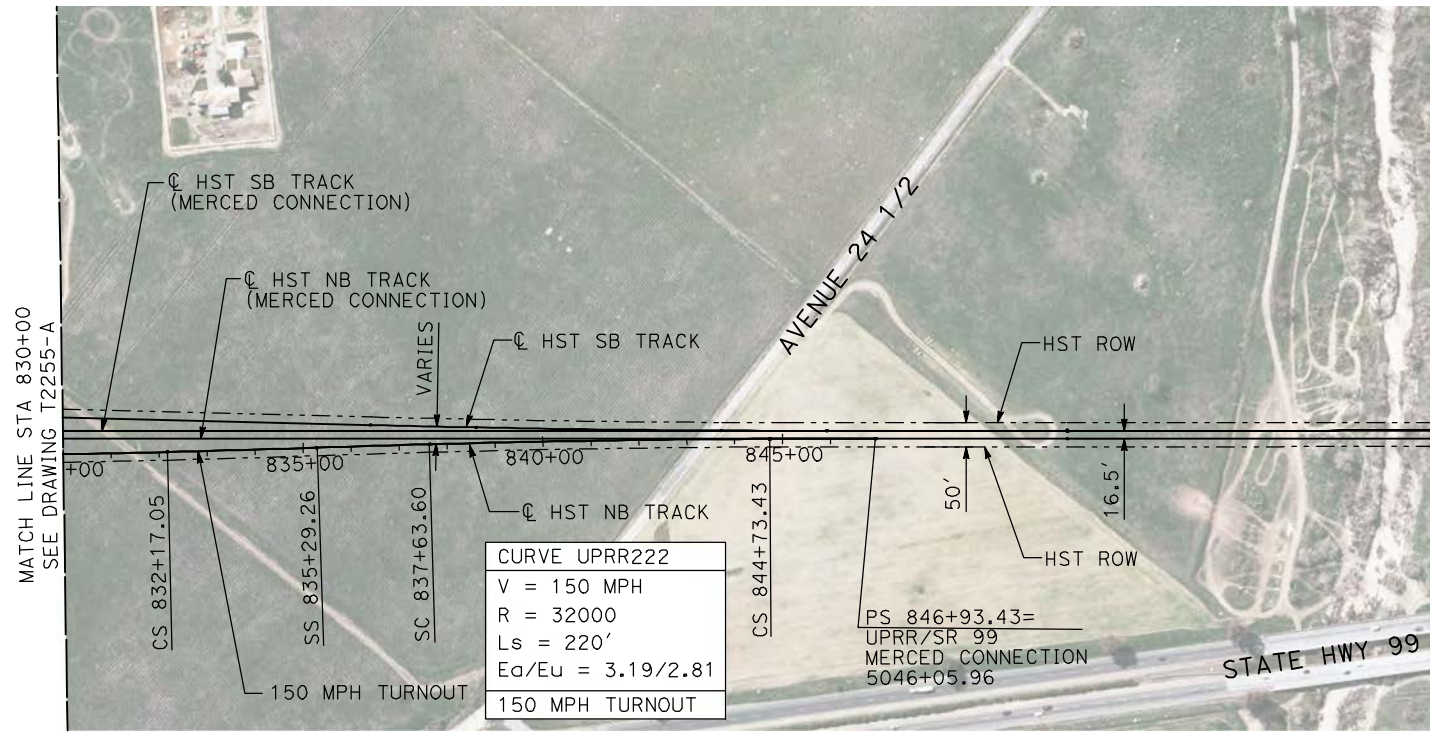 MATCH LINE STA 830+00
SEE DRAWING T2255-A
℄ HST SB TRACK
(MERCED CONNECTION)
℄ HST NB TRACK
(MERCED CONNECTION)
VARIES
℄ HST SB TRACK
AVENUE 24 1/2
HST ROW
+00
835+00
840+00
845+00
CS 832+17.05
SS 835+29.26
SC 837+63.60
℄ HST NB TRACK
CS 844+73.43
50'
16.5'
HST ROW
150 MPH TURNOUT
CURVE UPRR222
V = 150 MPH
R = 32000
Ls = 220'
Ea/Eu = 3.19/2.81
150 MPH TURNOUT
PS 846+93.43=
UPRR/SR 99
MERCED CONNECTION
5046+05.96
STATE HWY 99